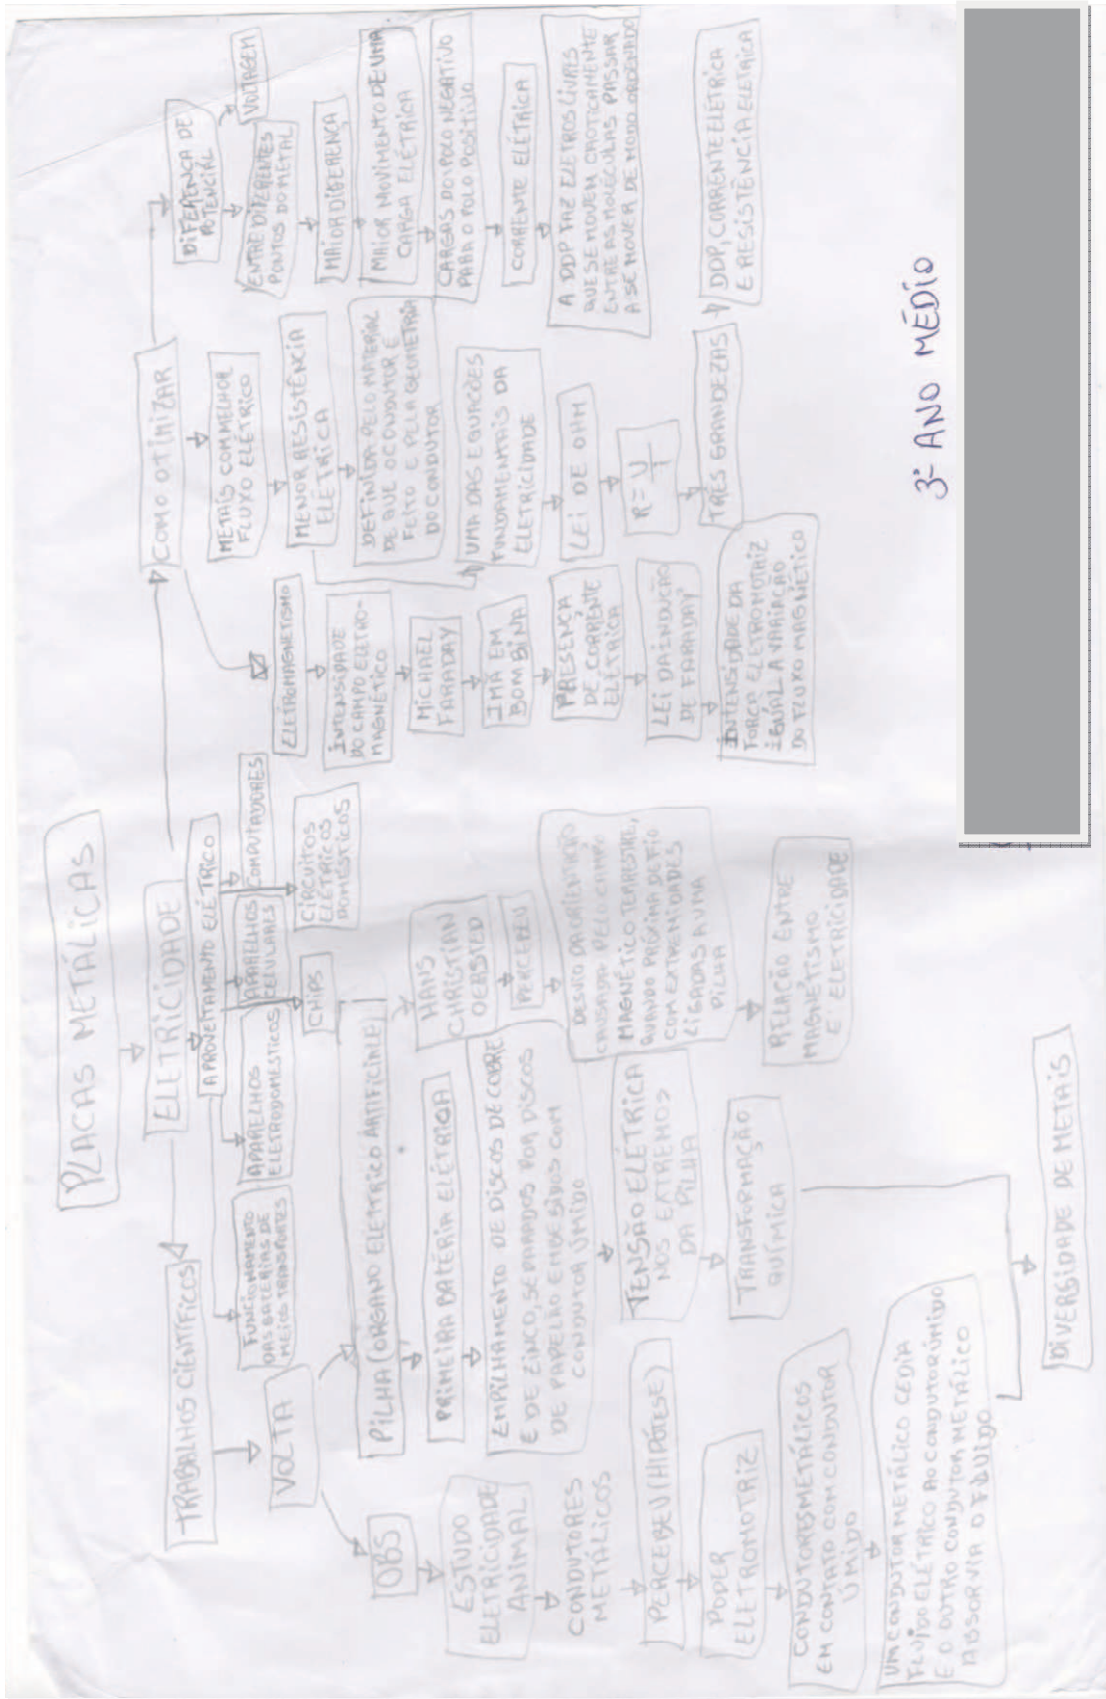 PLACAS METÁLICAS
ELETRICIDADE
TRABALHOS CIENTÍFICOS
APROVEITAMENTO ELÉTRICO
COMO OTIMIZAR
FUNCIONAMENTO
DAS BATERIAS DE
MEIOS TRANSPORTES
APARELHOS
ELETRODOMÉSTICOS
CHIPS
APARELHOS
CELULARES
CIRCUITOS
ELÉTRICOS
DOMÉSTICOS
COMPUTADORES
VOLTA
OBS
ESTUDO
ELETRICIDADE
ANIMAL
CONDUTORES
METÁLICOS
PERCEBEU (HIPÓTESE)
PODER
ELETROMOTRIZ
CONDUTORES METÁLICOS
EM CONTATO COM CONDUTOR
ÚMIDO
UM CONDUTOR METÁLICO CEDIA
FLUIDO ELÉTRICO AO CONDUTOR ÚMIDO
E O OUTRO CONDUTOR METÁLICO
ABSORVIA O FLUIDO
PILHA (ORGANO ELETRICO ARTIFICIALE)
PRIMEIRA BATERIA ELÉTRICA
EMPILHAMENTO DE DISCOS DE COBRE
E DE ZINCO, SEPARADOS POR DISCOS
DE PAPELÃO EMBEBIDOS COM
CONDUTOR ÚMIDO
TENSÃO ELÉTRICA
NOS EXTREMOS
DA PILHA
TRANSFORMAÇÃO
QUÍMICA
DIVERSIDADE DE METAIS
HANS
CHRISTIAN
OERSTED
PERCEBEU
DESVIO DA ORIENTAÇÃO
CAUSADA PELO CAMPO
MAGNÉTICO TERRESTRE,
QUANDO PRÓXIMA DE FIO
COM EXTREMIDADES
LIGADAS A UMA
PILHA
RELAÇÃO ENTRE
MAGNETISMO
E ELETRICIDADE
ELETROMAGNETISMO
INTENSIDADE
DO CAMPO ELETRO-
MAGNÉTICO
MICHAEL
FARADAY
IMÃ EM
BOMBINA
PRESENÇA
DE CORRENTE
ELÉTRICA
LEI DA INDUÇÃO
DE FARADAY
INTENSIDADE DA
FORÇA ELETROMOTRIZ
IGUAL A VARIAÇÃO
DO FLUXO MAGNÉTICO
METAIS COM MELHOR
FLUXO ELÉTRICO
MENOR RESISTÊNCIA
ELÉTRICA
DEFINIDA PELO MATERIAL
DE QUE O CONDUTOR É
FEITO E PELA GEOMETRIA
DO CONDUTOR
UMA DAS EQUAÇÕES
FUNDAMENTAIS DA
ELETRICIDADE
LEI DE OHM
R = U/i
TRÊS GRANDEZAS
DDP, CORRENTE ELÉTRICA
E RESISTÊNCIA ELÉTRICA
DIFERENÇA DE
POTENCIAL
VOLTAGEM
ENTRE DIFERENTES
PONTOS DO METAL
MAIOR DIFERENÇA
MAIOR MOVIMENTO DE UMA
CARGA ELÉTRICA
CARGAS DO POLO NEGATIVO
PARA O POLO POSITIVO
CORRENTE ELÉTRICA
A DDP FAZ ELETROS LIVRES
QUE SE MOVEM CAOTICAMENTE
ENTRE AS MOLÉCULAS PASSAR
A SE MOVER DE MODO ORDENADO
3º ANO MÉDIO